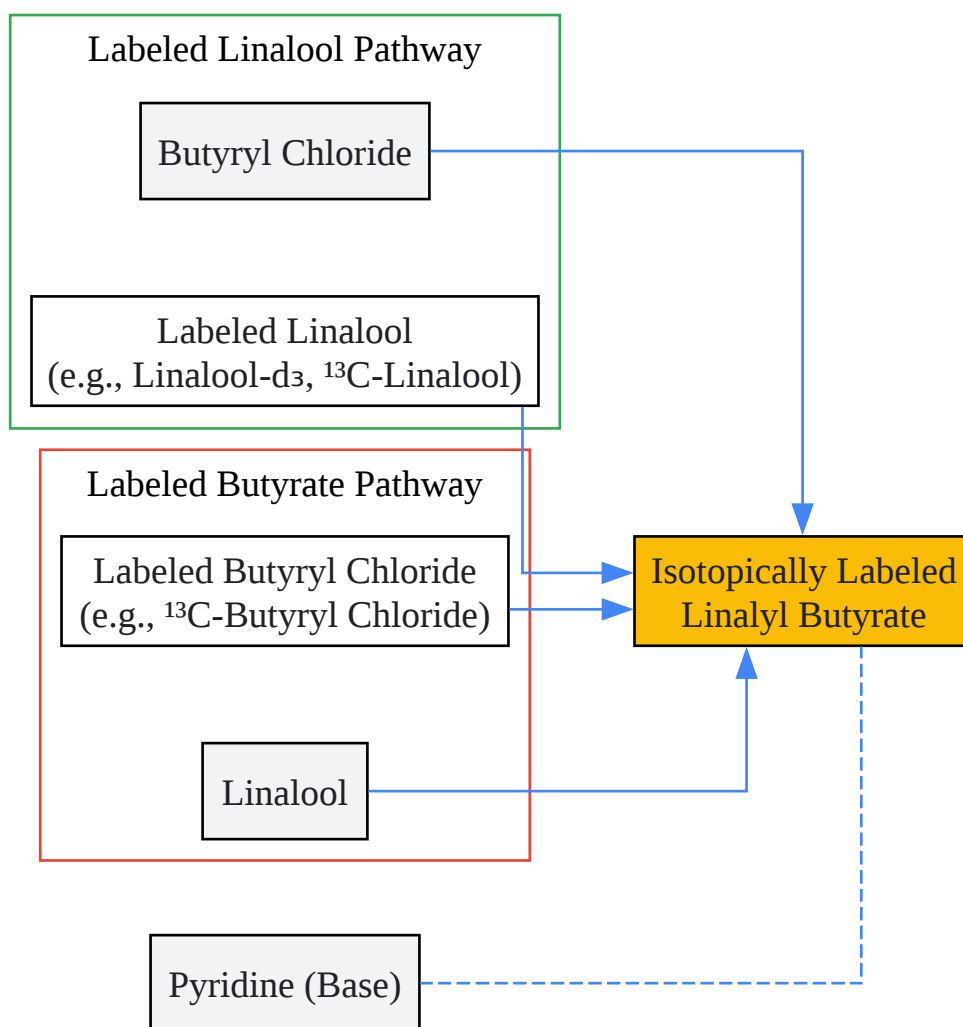 Labeled Linalool Pathway
Butyryl Chloride
Labeled Linalool
(e.g., Linalool-d₃, ¹³C-Linalool)
Labeled Butyrate Pathway
Labeled Butyryl Chloride
(e.g., ¹³C-Butyryl Chloride)
Isotopically Labeled
Linalyl Butyrate
Linalool
Pyridine (Base)